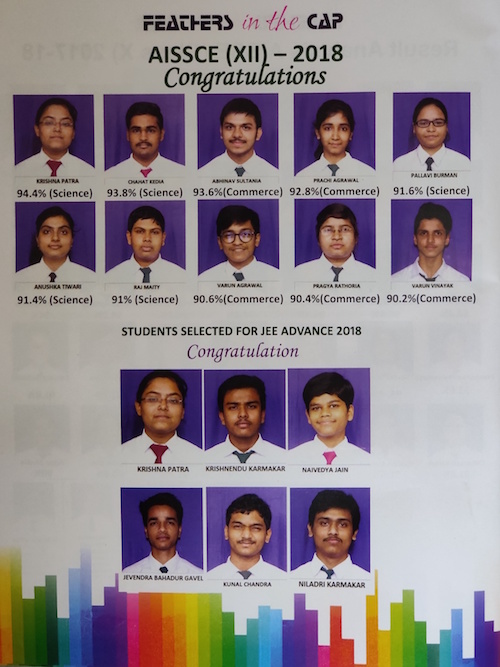 FEATHERS in the CAP
AISSCE (XII) – 2018
Congratulations
KRISHNA PATRA CHAHAT KEDIA ABHINAV SULTANIA PRACHI AGRAWAL PALLAVI BURMAN
94.4% (Science) 93.8% (Science) 93.6%(Commerce) 92.8%(Commerce) 91.6% (Science)
ANUSHKA TIWARI RAJ MAITY VARUN AGRAWAL PRAGYA RATHORIA VARUN VINAYAK
91.4% (Science) 91% (Science) 90.6%(Commerce) 90.4%(Commerce) 90.2%(Commerce)
STUDENTS SELECTED FOR JEE ADVANCE 2018
Congratulation
KRISHNA PATRA KRISHNENDU KARMAKAR NAIVEDYA JAIN
JEVENDRA BAHADUR GAVEL KUNAL CHANDRA NILADRI KARMAKAR